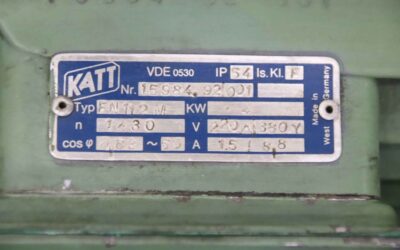 KATT VDE 0530 IP 54 Is. Kl. F
Nr. 15984.92001
Typ KW
n 1430 V 220Δ/380Y
cos φ ~ A 15/8,8
Made in
West Germany